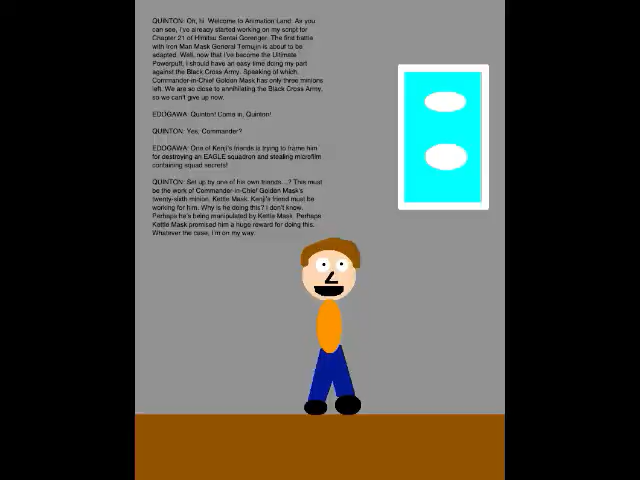 QUINTON: Oh, hi. Welcome to Animation Land. As you
can see, I've already started working on my script for
Chapter 21 of Himitsu Sentai Gorenger. The first battle
with Iron Man Mask General Temujin is about to be
adapted. Well, now that I've become the Ultimate
Powerpuff, I should have an easy time doing my part
against the Black Cross Army. Speaking of which,
Commander-in-Chief Golden Mask has only three minions
left. We are so close to annihilating the Black Cross Army,
so we can't give up now.
EDOGAWA: Quinton! Come in, Quinton!
QUINTON: Yes, Commander?
EDOGAWA: One of Kenji's friends is trying to frame him
for destroying an EAGLE squadron and stealing microfilm
containing squad secrets!
QUINTON: Set up by one of his own friends...? This must
be the work of Commander-in-Chief Golden Mask's
twenty-sixth minion, Kettle Mask. Kenji's friend must be
working for him. Why is he doing this? I don't know.
Perhaps he's being manipulated by Kettle Mask. Perhaps
Kettle Mask promised him a huge reward for doing this.
Whatever the case, I'm on my way.